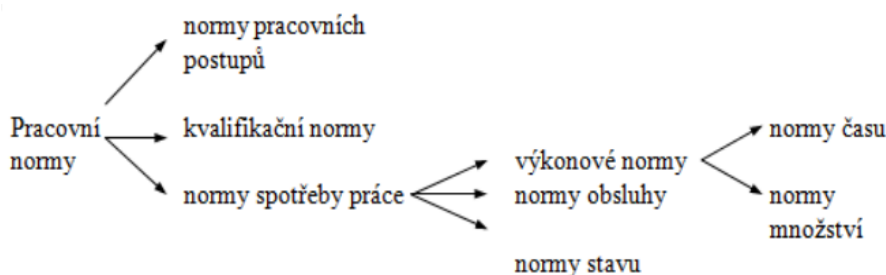 normy pracovních
postupů
Pracovní
normy
kvalifikační normy
normy spotřeby práce
výkonové normy
normy obsluhy
normy stavu
normy času
normy
množství